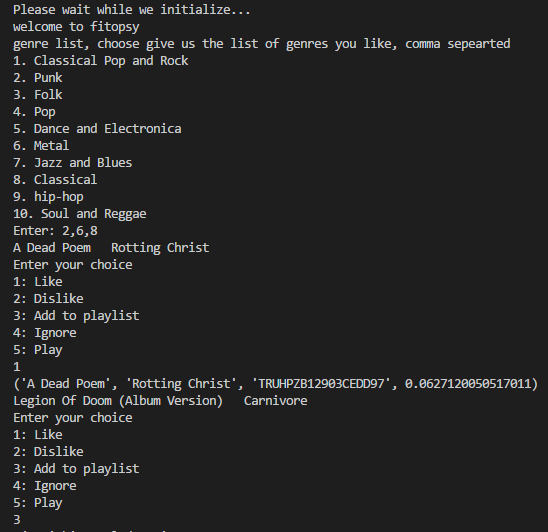 Please wait while we initialize...
welcome to fitopsy
genre list, choose give us the list of genres you like, comma sepearted
1. Classical Pop and Rock
2. Punk
3. Folk
4. Pop
5. Dance and Electronica
6. Metal
7. Jazz and Blues
8. Classical
9. hip-hop
10. Soul and Reggae
Enter: 2,6,8
A Dead Poem   Rotting Christ
Enter your choice
1: Like
2: Dislike
3: Add to playlist
4: Ignore
5: Play
1
('A Dead Poem', 'Rotting Christ', 'TRUHPZB12903CEDD97', 0.0627120050517011)
Legion Of Doom (Album Version)   Carnivore
Enter your choice
1: Like
2: Dislike
3: Add to playlist
4: Ignore
5: Play
3